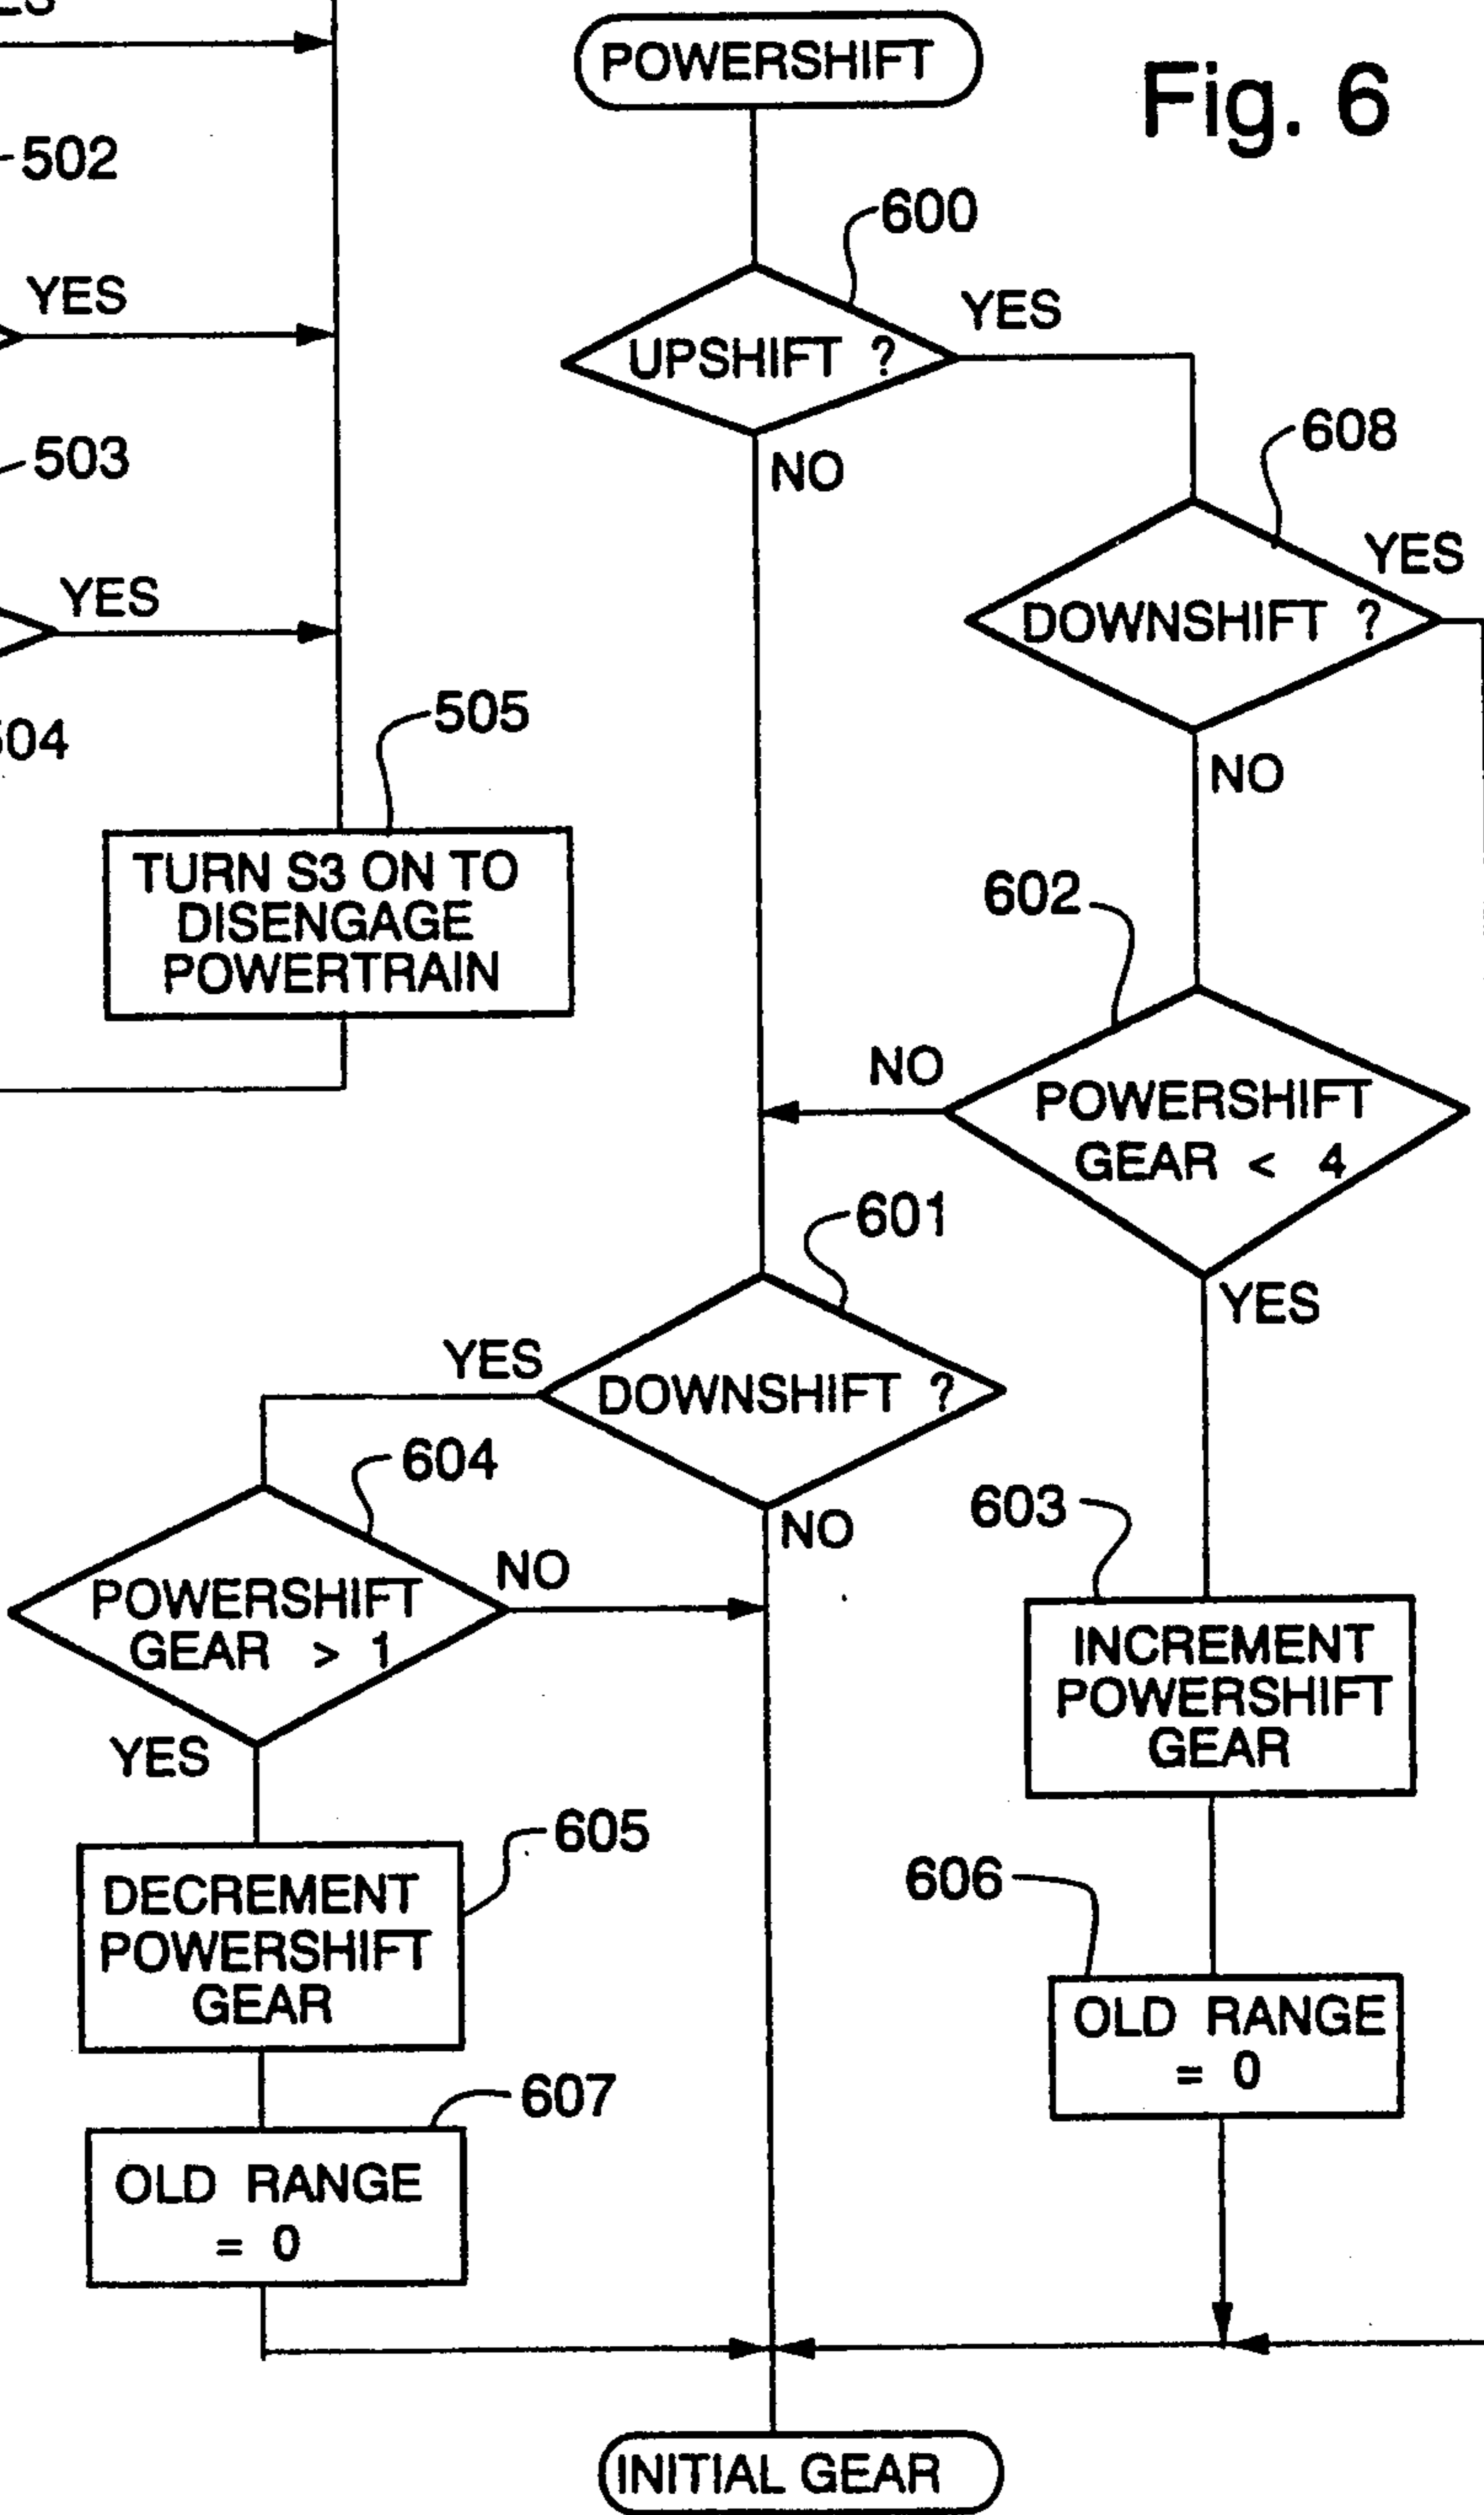 POWERSHIFT
Fig. 6
502
600
YES
YES
UPSHIFT ?
NO
503
608
YES
YES
DOWNSHIFT ?
505
NO
TURN S3 ON TO
DISENGAGE
POWERTRAIN
602
NO
POWERSHIFT
GEAR < 4
601
YES
YES
DOWNSHIFT ?
604
603
NO
NO
POWERSHIFT
GEAR > 1
INCREMENT
POWERSHIFT
GEAR
YES
605
606
DECREMENT
POWERSHIFT
GEAR
OLD RANGE
= 0
607
OLD RANGE
= 0
INITIAL GEAR